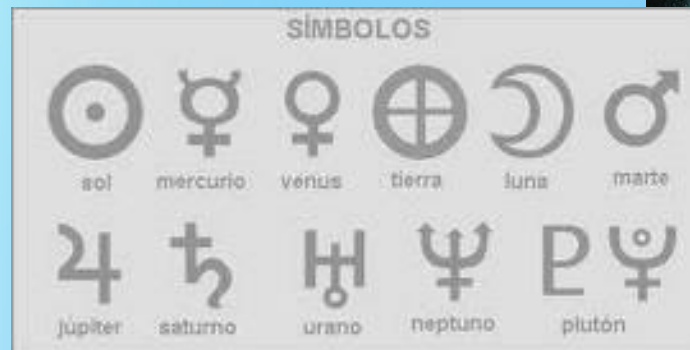 SÍMBOLOS
sol mercurio venus tierra luna marte
júpiter saturno urano neptuno plutón